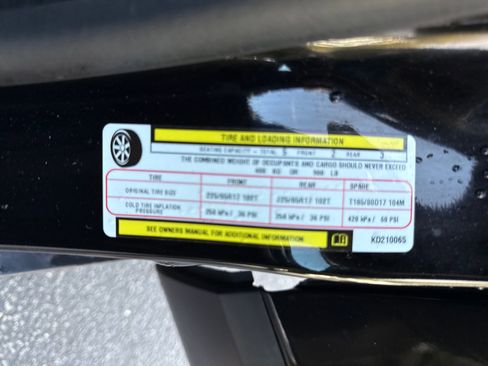 TIRE AND LOADING INFORMATION
SEATING CAPACITY - TOTAL 5 FRONT 2 REAR 3
THE COMBINED WEIGHT OF OCCUPANTS AND CARGO SHOULD NEVER EXCEED
408 KG OR 900 LB
TIRE FRONT REAR SPARE
ORIGINAL TIRE SIZE 225/65R17 102T 225/65R17 102T T165/80D17 104M
COLD TIRE INFLATION PRESSURE 250 kPa / 36 PSI 250 kPa / 36 PSI 420 kPa / 60 PSI
SEE OWNERS MANUAL FOR ADDITIONAL INFORMATION
KD210065